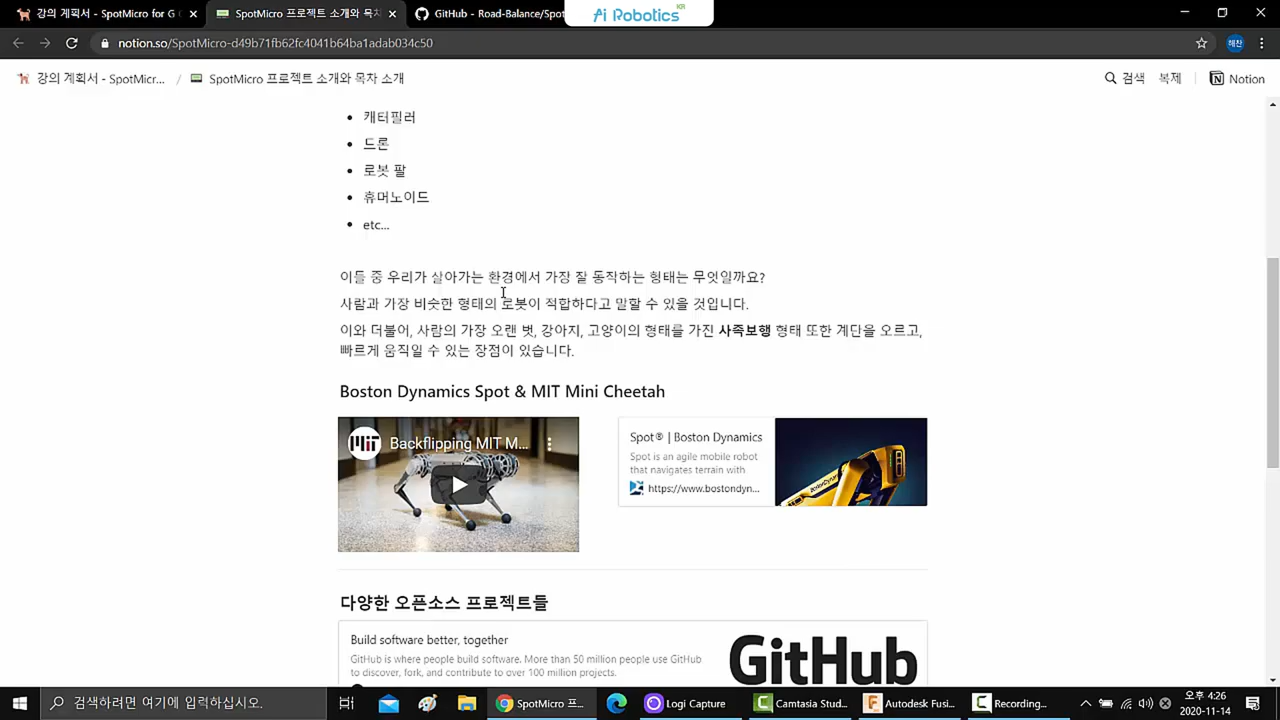 강의 계획서 - SpotMicro for G
SpotMicro 프로젝트 소개와 목차
GitHub - Road-Balance/Spot
Ai Robotics KR
notion.so/SpotMicro-d49b71fb62fc4041b64ba1adab034c50
혜찬
강의 계획서 - SpotMicr... / SpotMicro 프로젝트 소개와 목차 소개
검색 복제 Notion
캐터필러
드론
로봇 팔
휴머노이드
etc...
이들 중 우리가 살아가는 환경에서 가장 잘 동작하는 형태는 무엇일까요?
사람과 가장 비슷한 형태의 로봇이 적합하다고 말할 수 있을 것입니다.
이와 더불어, 사람의 가장 오랜 벗, 강아지, 고양이의 형태를 가진 사족보행 형태 또한 계단을 오르고,
빠르게 움직일 수 있는 장점이 있습니다.
Boston Dynamics Spot & MIT Mini Cheetah
MIT Backflipping MIT M...
Spot® | Boston Dynamics
Spot is an agile mobile robot
that navigates terrain with
https://www.bostondyn...
다양한 오픈소스 프로젝트들
Build software better, together
GitHub is where people build software. More than 50 million people use GitHub
to discover, fork, and contribute to over 100 million projects.
GitHub
검색하려면 여기에 입력하십시오.
SpotMicro 프...
Logi Capture
Camtasia Stud...
Autodesk Fusi...
Recording...
오후 4:26
2020-11-14